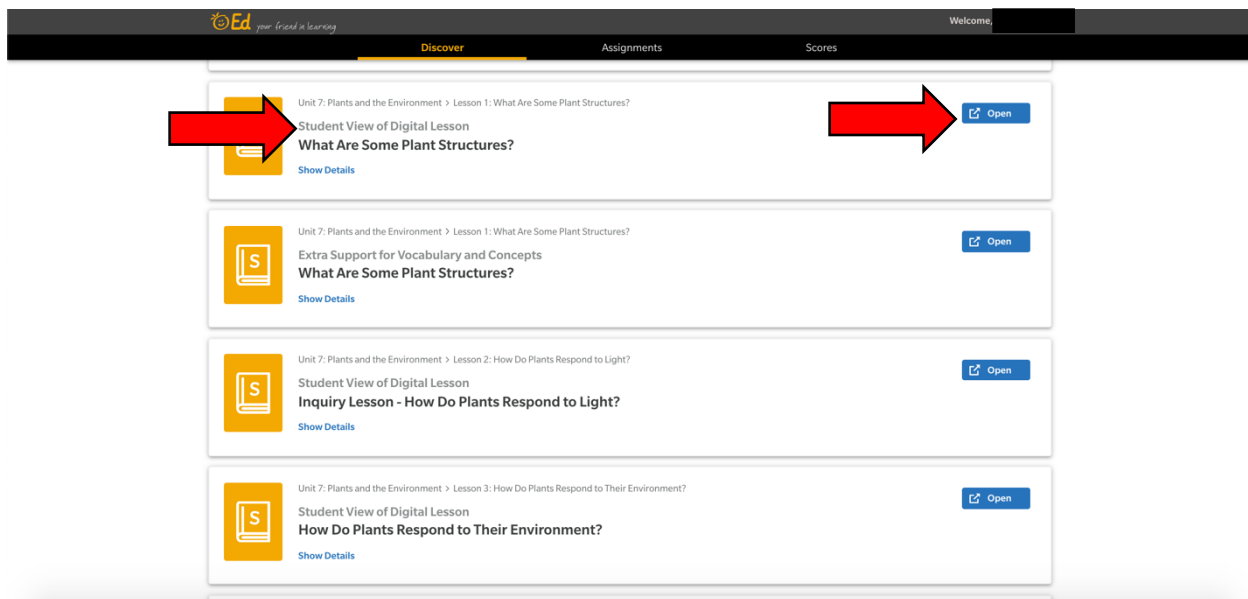 Ed your friend in learning
Welcome,
Discover Assignments Scores
Unit 7: Plants and the Environment > Lesson 1: What Are Some Plant Structures?
Open
Student View of Digital Lesson
What Are Some Plant Structures?
Show Details
Unit 7: Plants and the Environment > Lesson 1: What Are Some Plant Structures?
S
Open
Extra Support for Vocabulary and Concepts
What Are Some Plant Structures?
Show Details
Unit 7: Plants and the Environment > Lesson 2: How Do Plants Respond to Light?
S
Open
Student View of Digital Lesson
Inquiry Lesson - How Do Plants Respond to Light?
Show Details
Unit 7: Plants and the Environment > Lesson 3: How Do Plants Respond to Their Environment?
S
Open
Student View of Digital Lesson
How Do Plants Respond to Their Environment?
Show Details